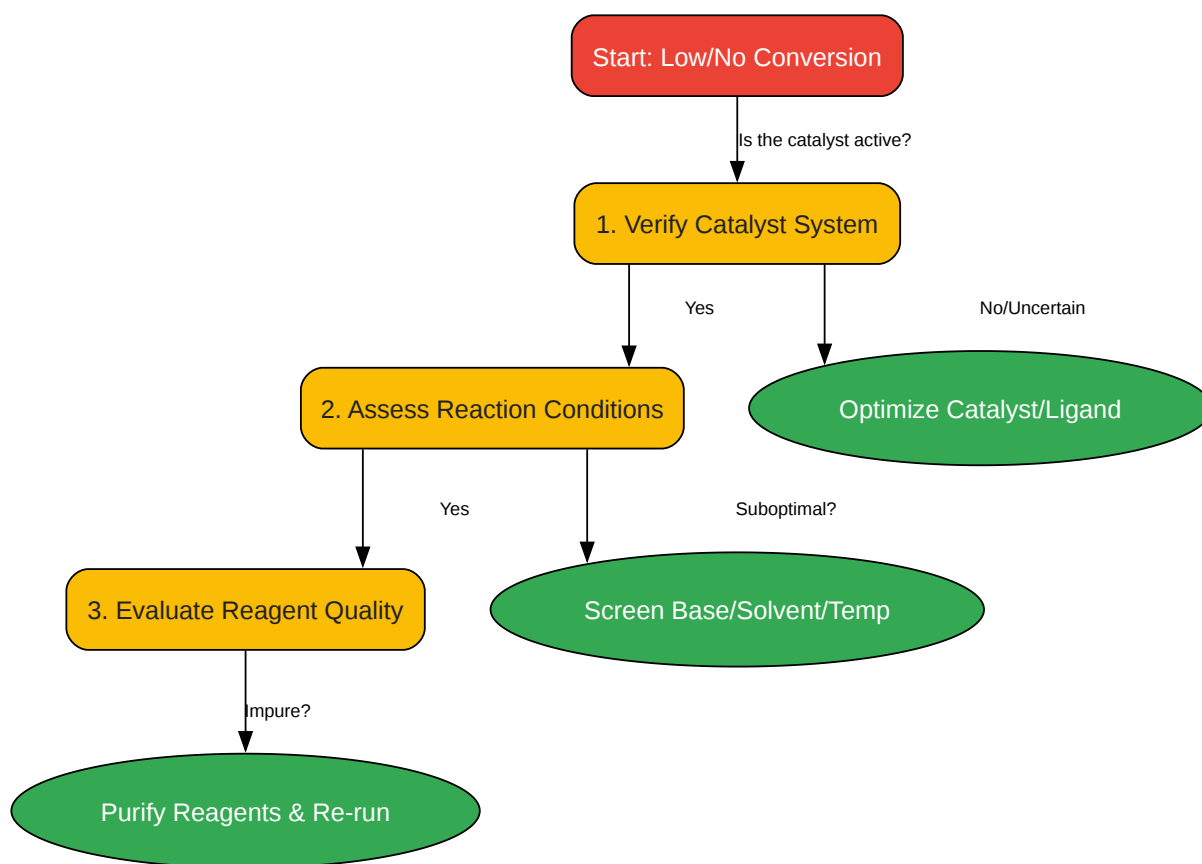 Start: Low/No Conversion
Is the catalyst active?
1. Verify Catalyst System
Yes
No/Uncertain
2. Assess Reaction Conditions
Optimize Catalyst/Ligand
Yes
Suboptimal?
3. Evaluate Reagent Quality
Screen Base/Solvent/Temp
Impure?
Purify Reagents & Re-run